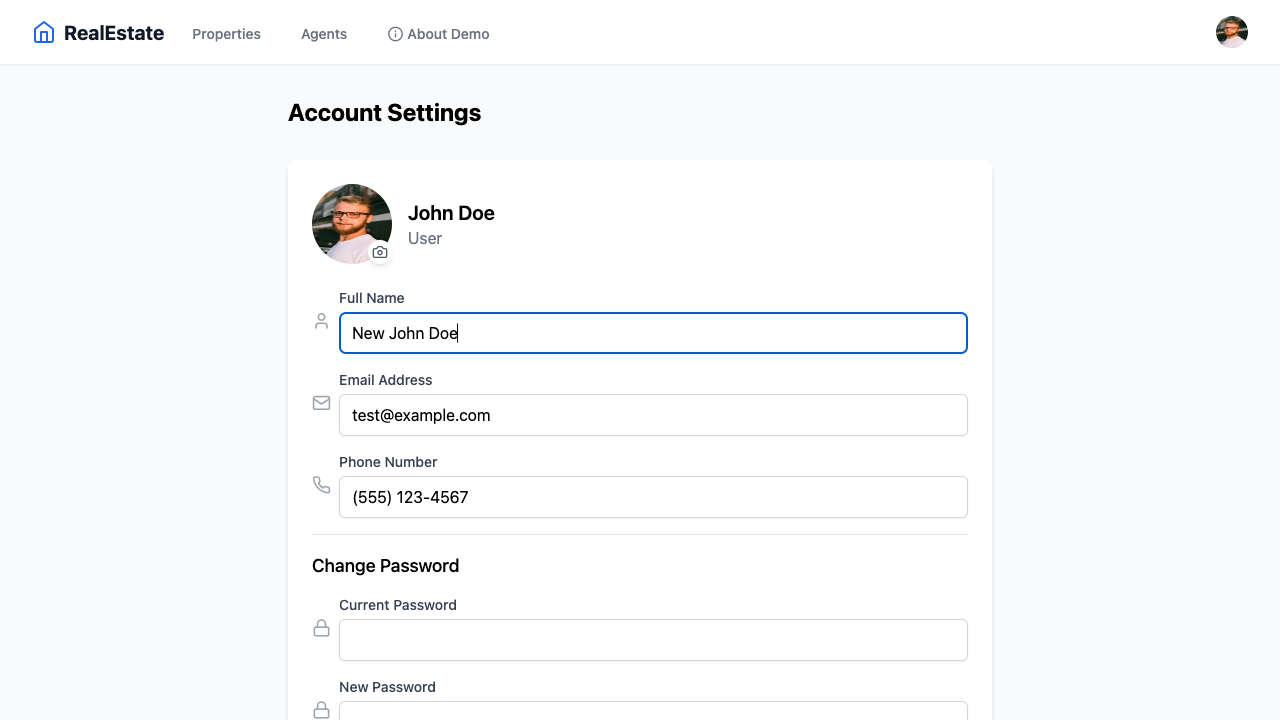 RealEstate Properties Agents About Demo
Account Settings
John Doe
User
Full Name
New John Doe
Email Address
test@example.com
Phone Number
(555) 123-4567
Change Password
Current Password
New Password